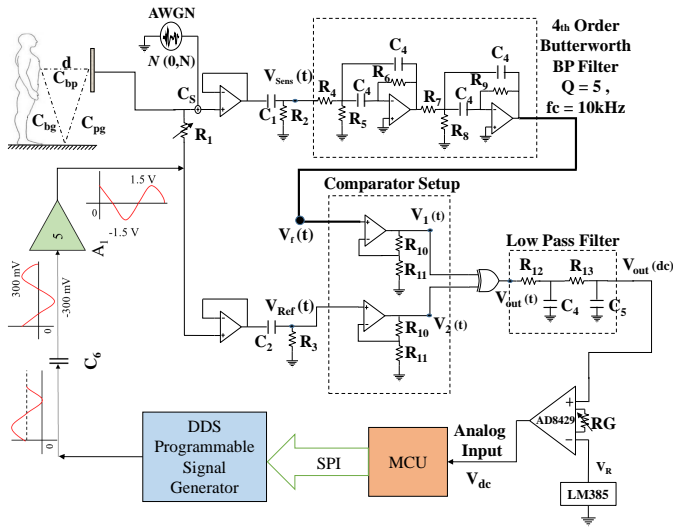 AWGN
N (0,N)
d
C_bp
C_bg
C_pg
C_S
R_1
V_Sens (t)
C_1
R_2
R_4
R_5
C_4
C_4
R_6
R_7
R_8
C_4
C_4
R_9
4th Order
Butterworth
BP Filter
Q = 5 ,
fc = 10kHz
1.5 V
0
-1.5 V
5
A_1
300 mV
-300 mV
0
C_6
0
Comparator Setup
V_f(t)
V_1(t)
R_10
R_11
V_Ref(t)
C_2
R_3
V_2(t)
R_10
R_11
Low Pass Filter
V_out(t)
R_12
R_13
C_4
C_5
V_out(dc)
AD8429
+
−
RG
V_R
LM385
Analog
Input
V_dc
MCU
SPI
DDS
Programmable
Signal
Generator